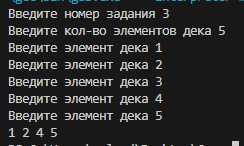 Введите номер задания 3
Введите кол-во элементов дека 5
Введите элемент дека 1
Введите элемент дека 2
Введите элемент дека 3
Введите элемент дека 4
Введите элемент дека 5
1 2 4 5